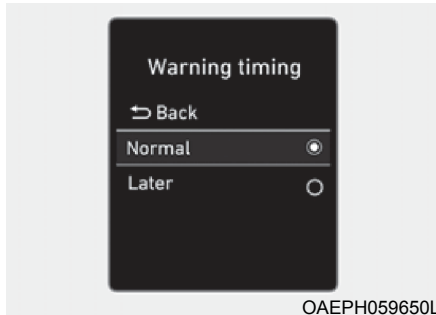 Warning timing
Back
Normal
Later
OAEPH059650L